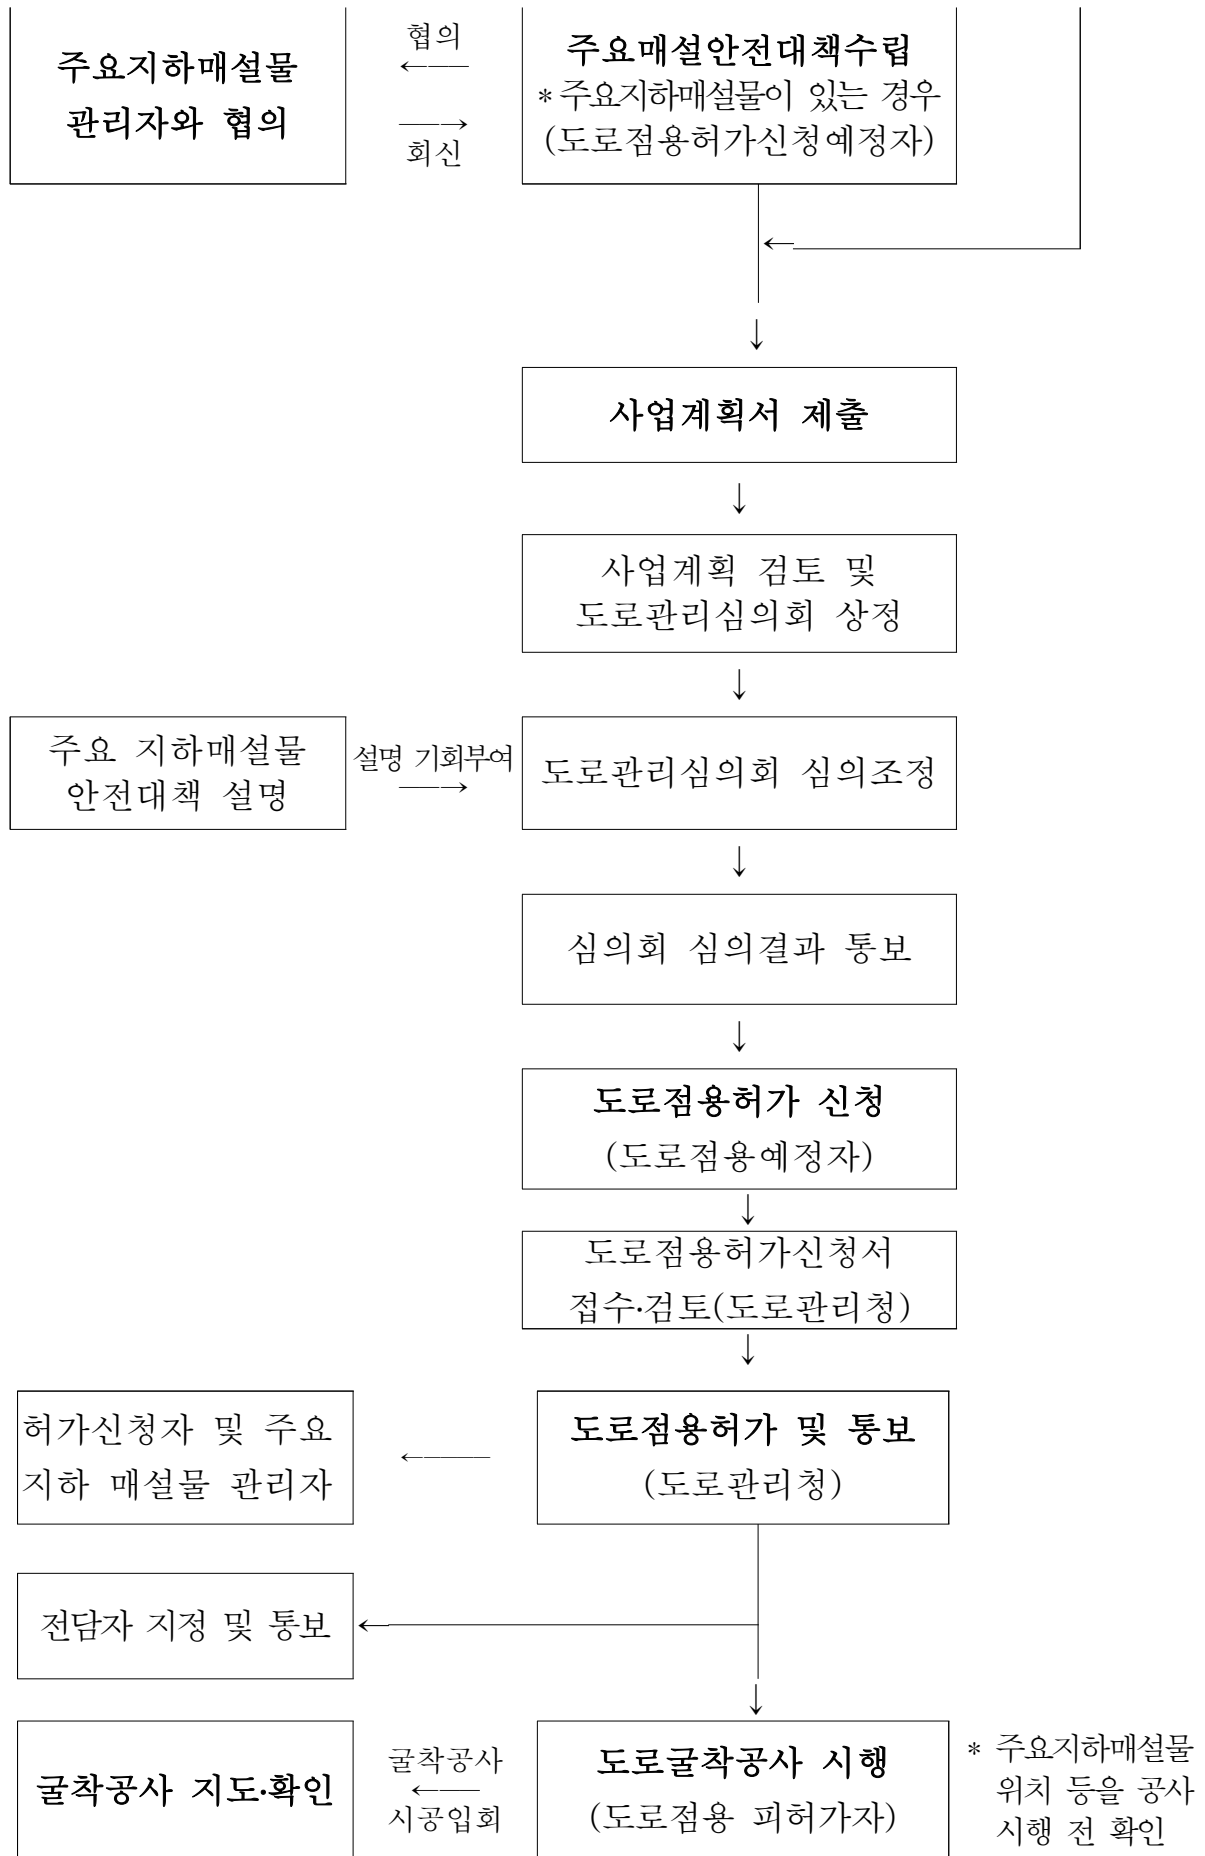 주요지하매설물
관리자와 협의
협의
←──
──→
회신
주요매설안전대책수립
* 주요지하매설물이 있는 경우
(도로점용허가신청예정자)
←
↓
사업계획서 제출
↓
사업계획 검토 및
도로관리심의회 상정
↓
주요 지하매설물
안전대책 설명
설명 기회부여
──→
도로관리심의회 심의조정
↓
심의회 심의결과 통보
↓
도로점용허가 신청
(도로점용예정자)
↓
도로점용허가신청서
접수·검토(도로관리청)
↓
허가신청자 및 주요
지하 매설물 관리자
←───
도로점용허가 및 통보
(도로관리청)
전담자 지정 및 통보
←
↓
굴착공사 지도·확인
굴착공사
←──
시공입회
도로굴착공사 시행
(도로점용 피허가자)
* 주요지하매설물
위치 등을 공사
시행 전 확인